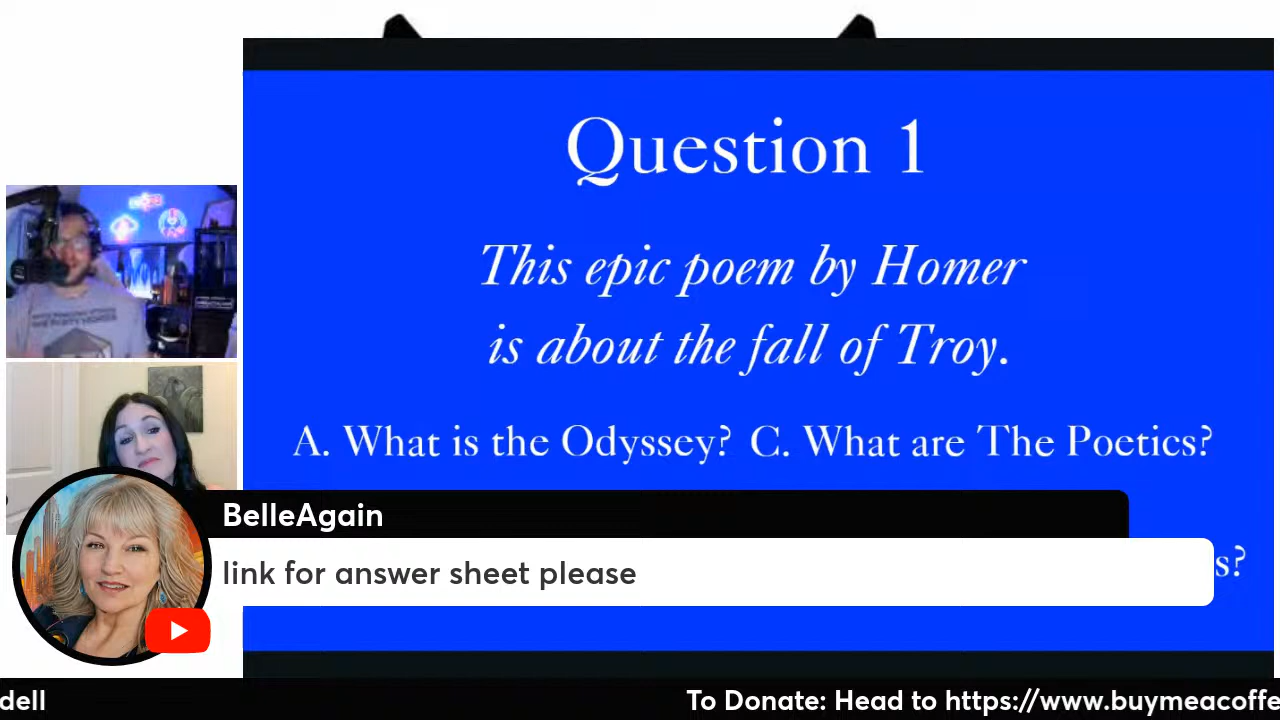 Question 1
This epic poem by Homer
is about the fall of Troy.
A. What is the Odyssey? C. What are The Poetics?
BelleAgain
link for answer sheet please
s?
dell
To Donate: Head to https://www.buymeacoffe